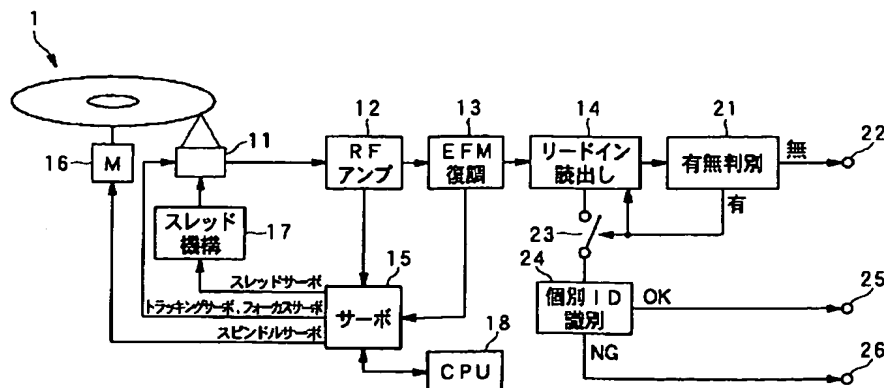 1
16
M
11
スレッド
機構
17
12
RF
アンプ
13
EFM
復調
14
リードイン
読出し
21
有無判別
無
22
有
23
24
個別ID
識別
OK
25
NG
26
15
サーボ
スレッドサーボ
トラッキングサーボ,フォーカスサーボ
スピンドルサーボ
18
CPU